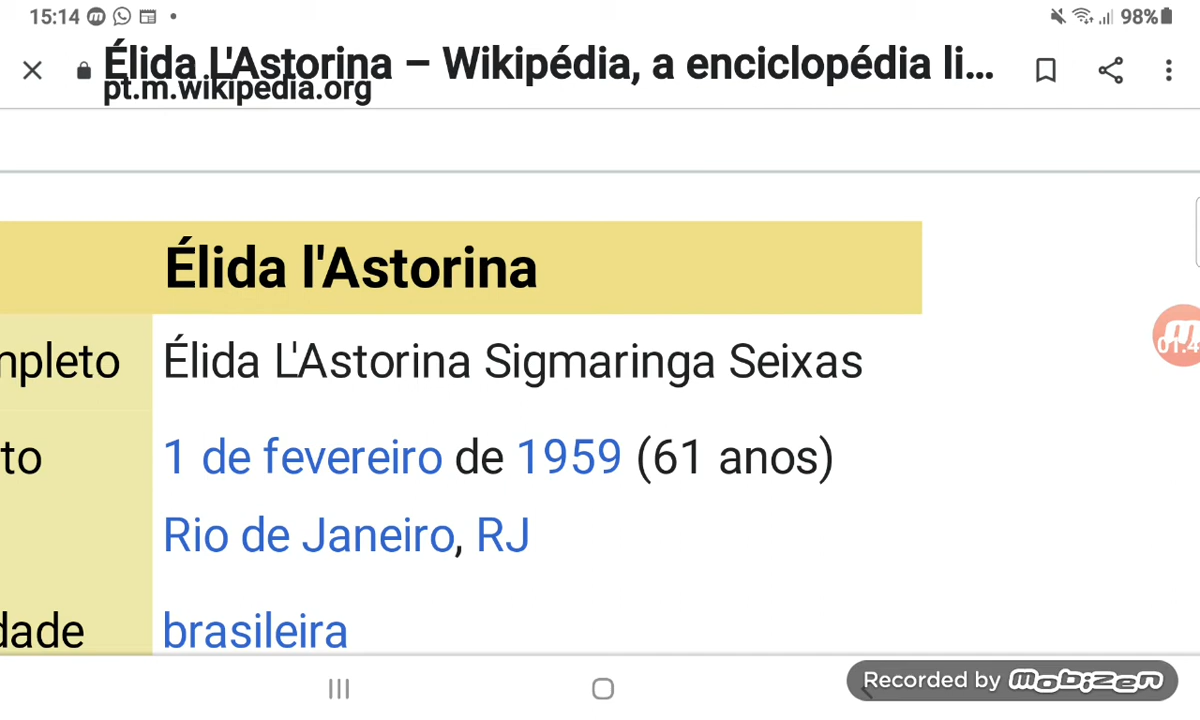 15:14
98%
Élida L'Astorina – Wikipédia, a enciclopédia li...
pt.m.wikipedia.org
Élida l'Astorina
mpleto Élida L'Astorina Sigmaringa Seixas
to 1 de fevereiro de 1959 (61 anos)
Rio de Janeiro, RJ
dade brasileira
Recorded by mobizen